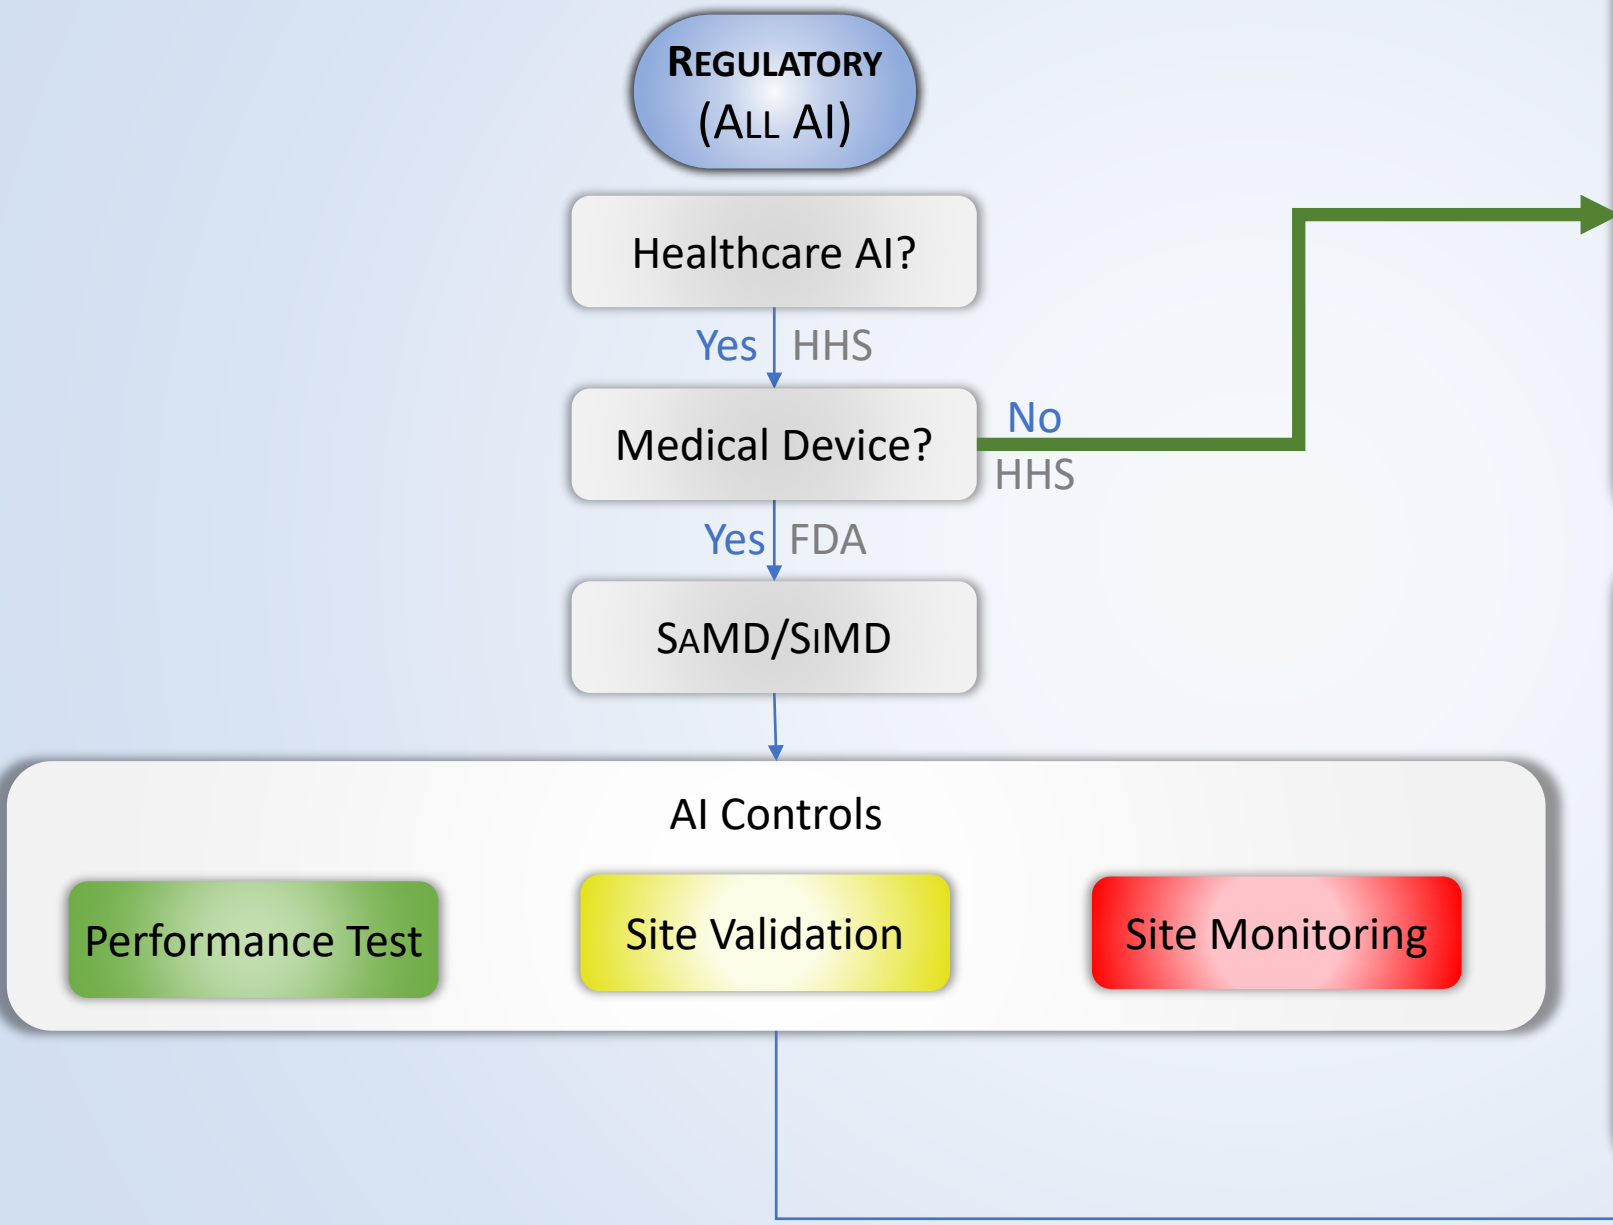 REGULATORY
(ALL AI)
Healthcare AI?
Yes HHS
Medical Device?
No
HHS
Yes FDA
SAMD/SIMD
AI Controls
Performance Test
Site Validation
Site Monitoring